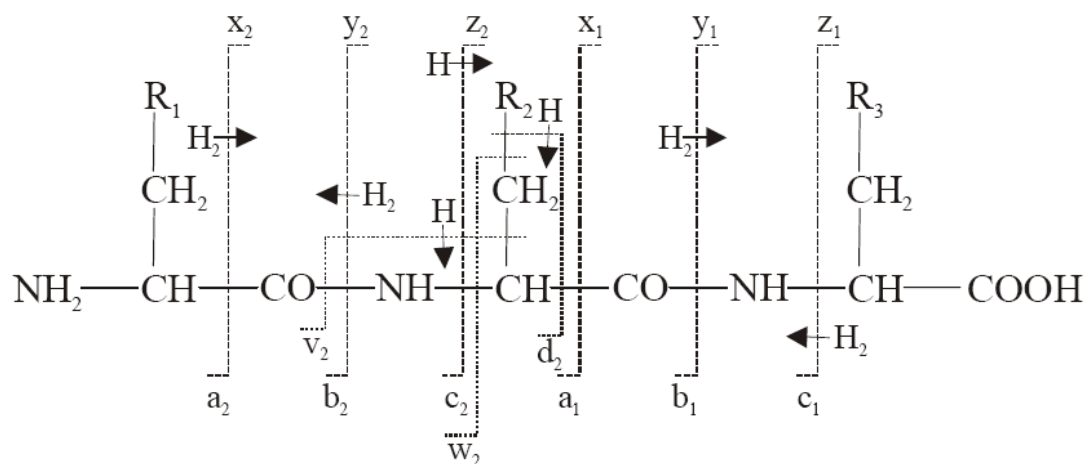 x₂ y₂ z₂ x₁ y₁ z₁
H
R₁ R₂ H R₃
H₂ H₂
CH₂ H₂ CH₂ CH₂
H
NH₂ CH CO NH CH CO NH CH COOH
v₂ d₂ H₂
a₂ b₂ c₂ a₁ b₁ c₁
w₂